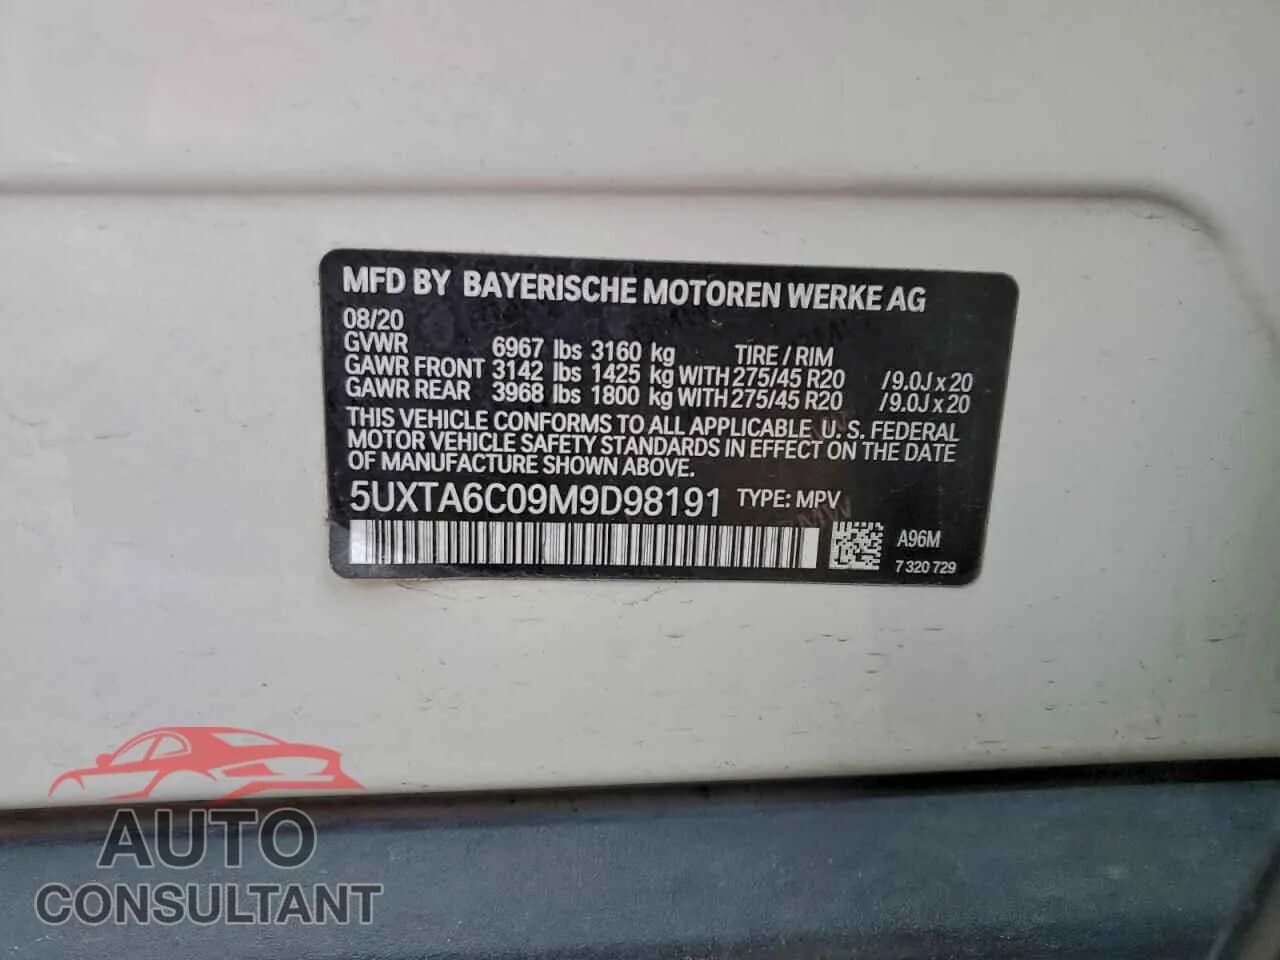 MFD BY BAYERISCHE MOTOREN WERKE AG
08/20
GVWR 6967 lbs 3160 kg TIRE / RIM
GAWR FRONT 3142 lbs 1425 kg WITH 275/45 R20 / 9.0J x 20
GAWR REAR 3968 lbs 1800 kg WITH 275/45 R20 / 9.0J x 20
THIS VEHICLE CONFORMS TO ALL APPLICABLE U. S. FEDERAL
MOTOR VEHICLE SAFETY STANDARDS IN EFFECT ON THE DATE
OF MANUFACTURE SHOWN ABOVE.
5UXTA6C09M9D98191 TYPE: MPV
A96M
7 320 729
AUTO
CONSULTANT